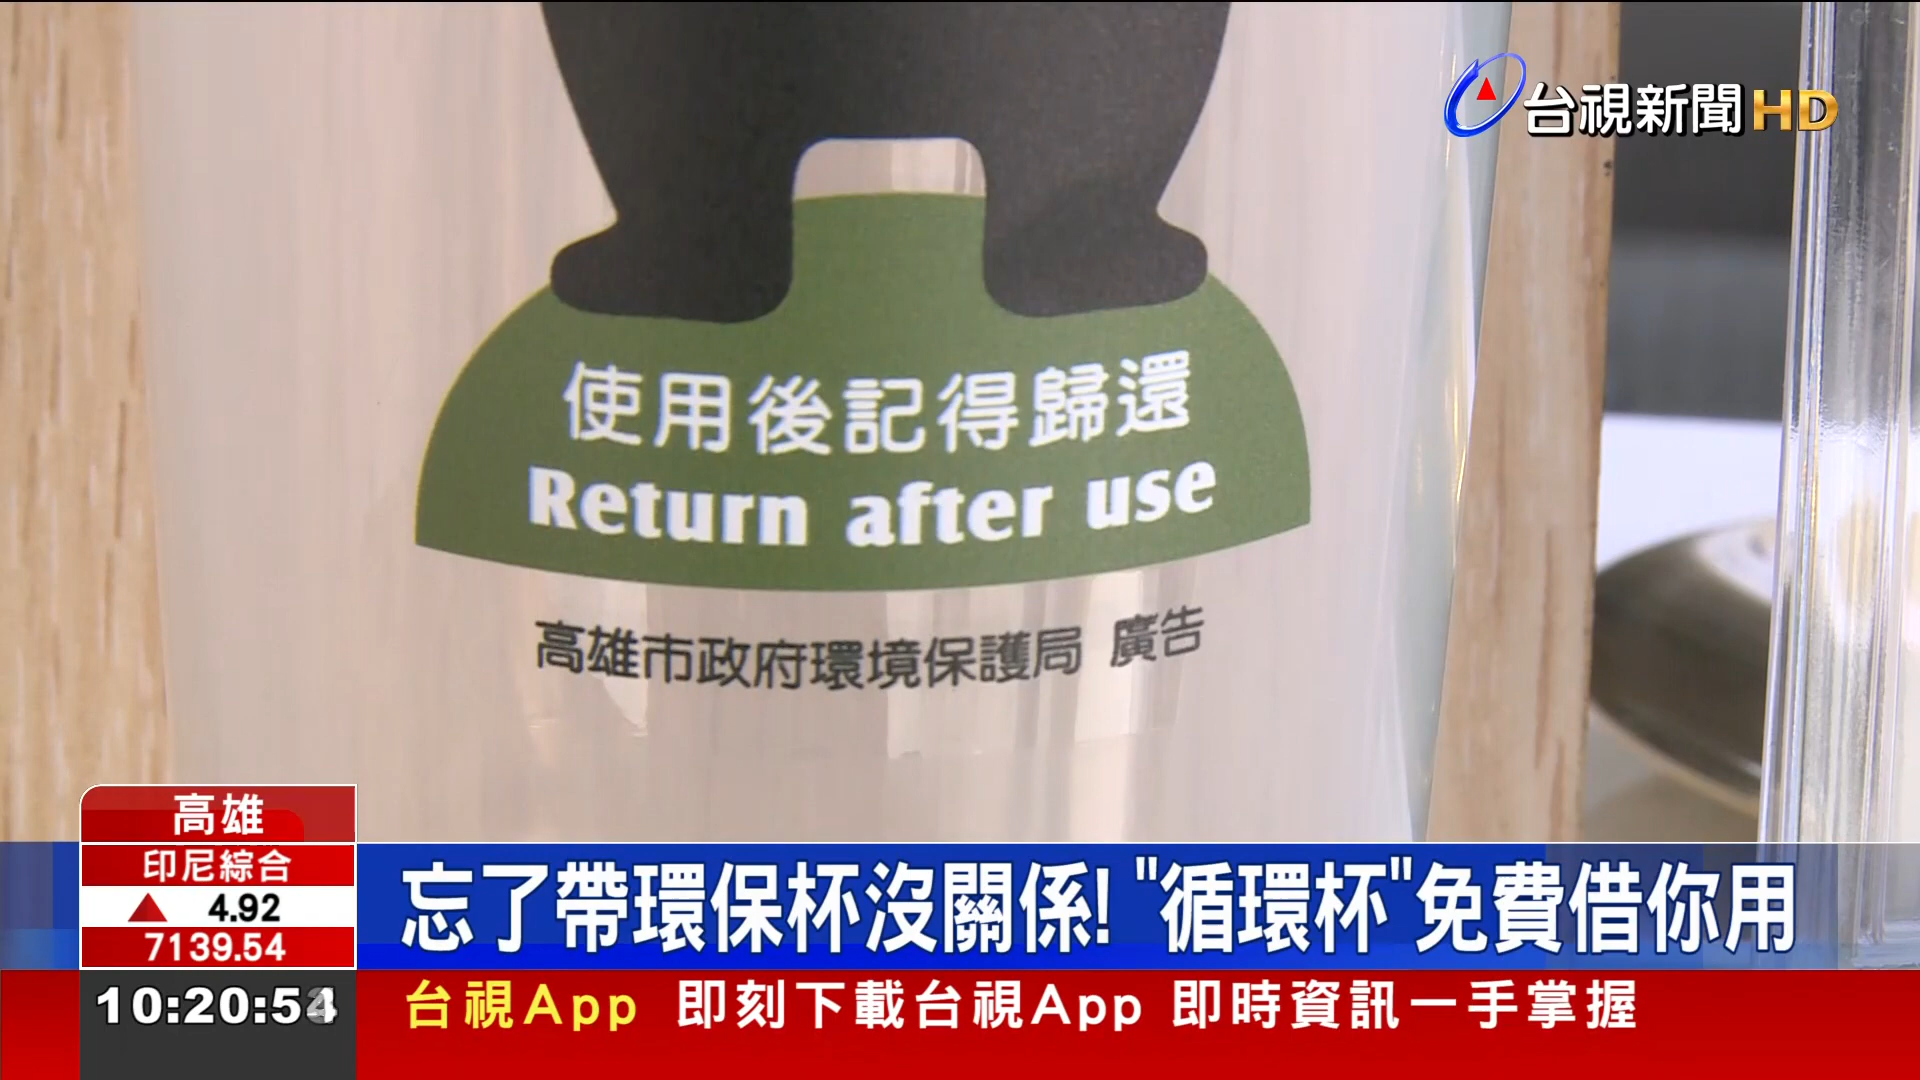 台視新聞HD
使用後記得歸還
Return after use
高雄市政府環境保護局 廣告
高雄
印尼綜合
▲ 4.92
7139.54
忘了帶環保杯沒關係! "循環杯"免費借你用
10:20:54
台視App 即刻下載台視App 即時資訊一手掌握